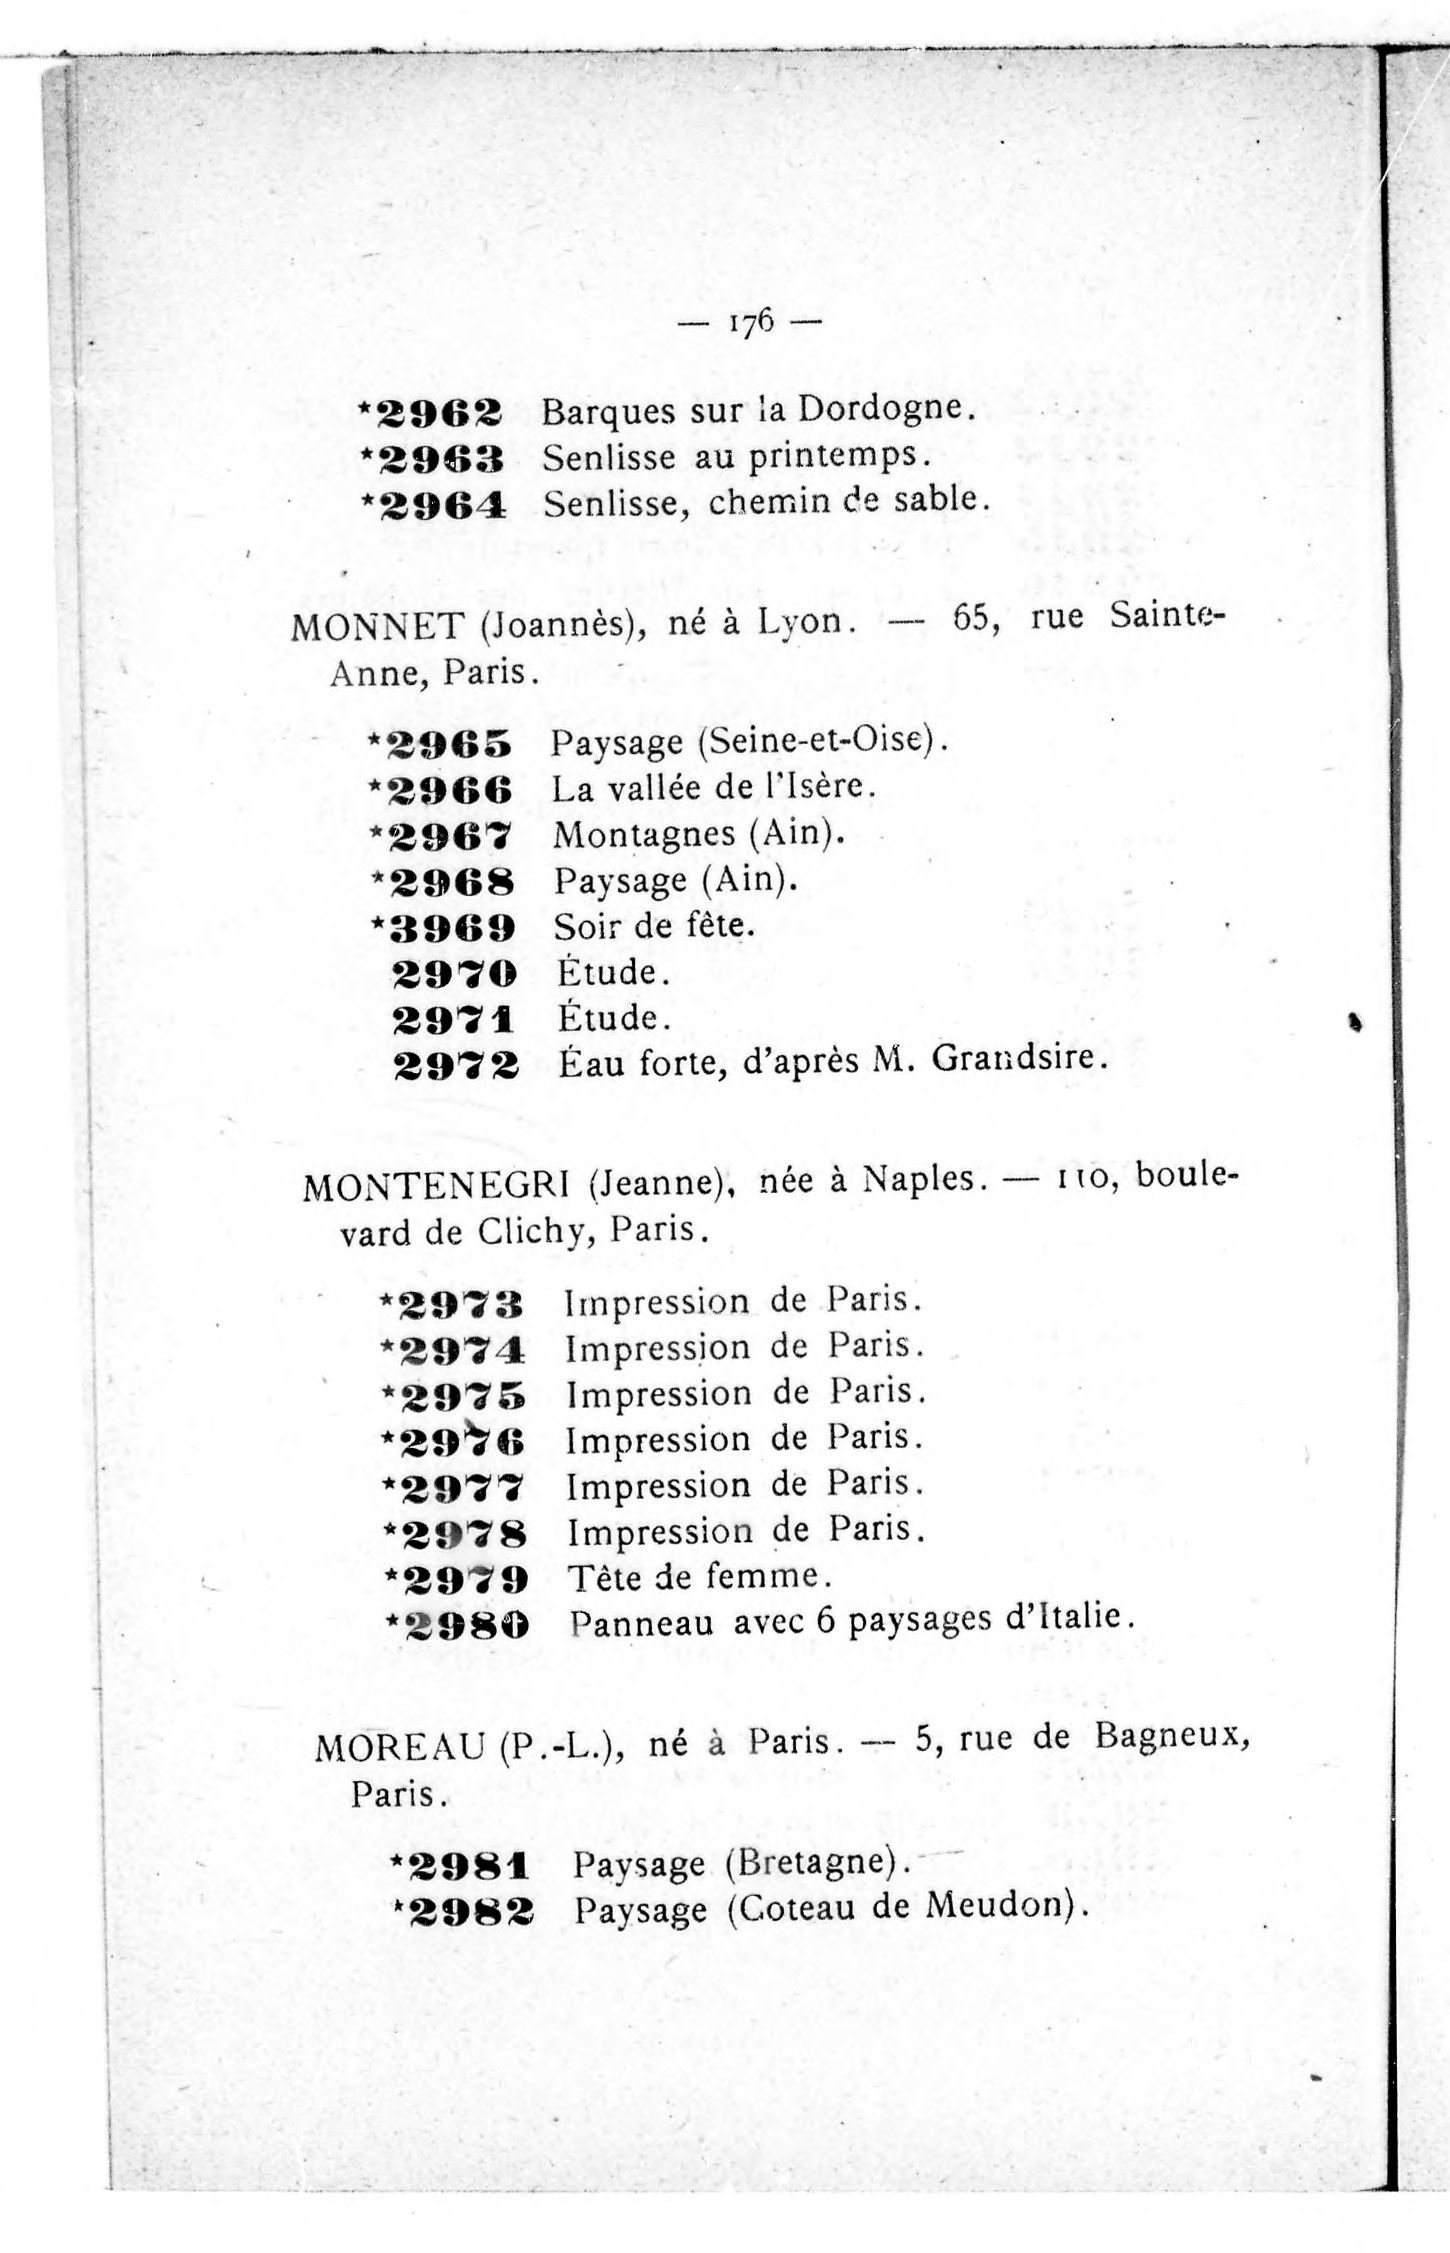 — 176 —
*2962 Barques sur la Dordogne.
*2963 Senlisse au printemps.
*2964 Senlisse, chemin de sable.
MONNET (Joannès), né à Lyon. — 65, rue Sainte-
Anne, Paris.
*2965 Paysage (Seine-et-Oise).
*2966 La vallée de l'Isère.
*2967 Montagnes (Ain).
*2968 Paysage (Ain).
*3969 Soir de fête.
2970 Étude.
2971 Étude.
2972 Éau forte, d'après M. Grandsire.
MONTENEGRI (Jeanne), née à Naples. — 110, boule-
vard de Clichy, Paris.
*2973 Impression de Paris.
*2974 Impression de Paris.
*2975 Impression de Paris.
*2976 Impression de Paris.
*2977 Impression de Paris.
*2978 Impression de Paris.
*2979 Tête de femme.
*2980 Panneau avec 6 paysages d'Italie.
MOREAU (P.-L.), né à Paris. — 5, rue de Bagneux,
Paris.
*2981 Paysage (Bretagne).
*2982 Paysage (Coteau de Meudon).